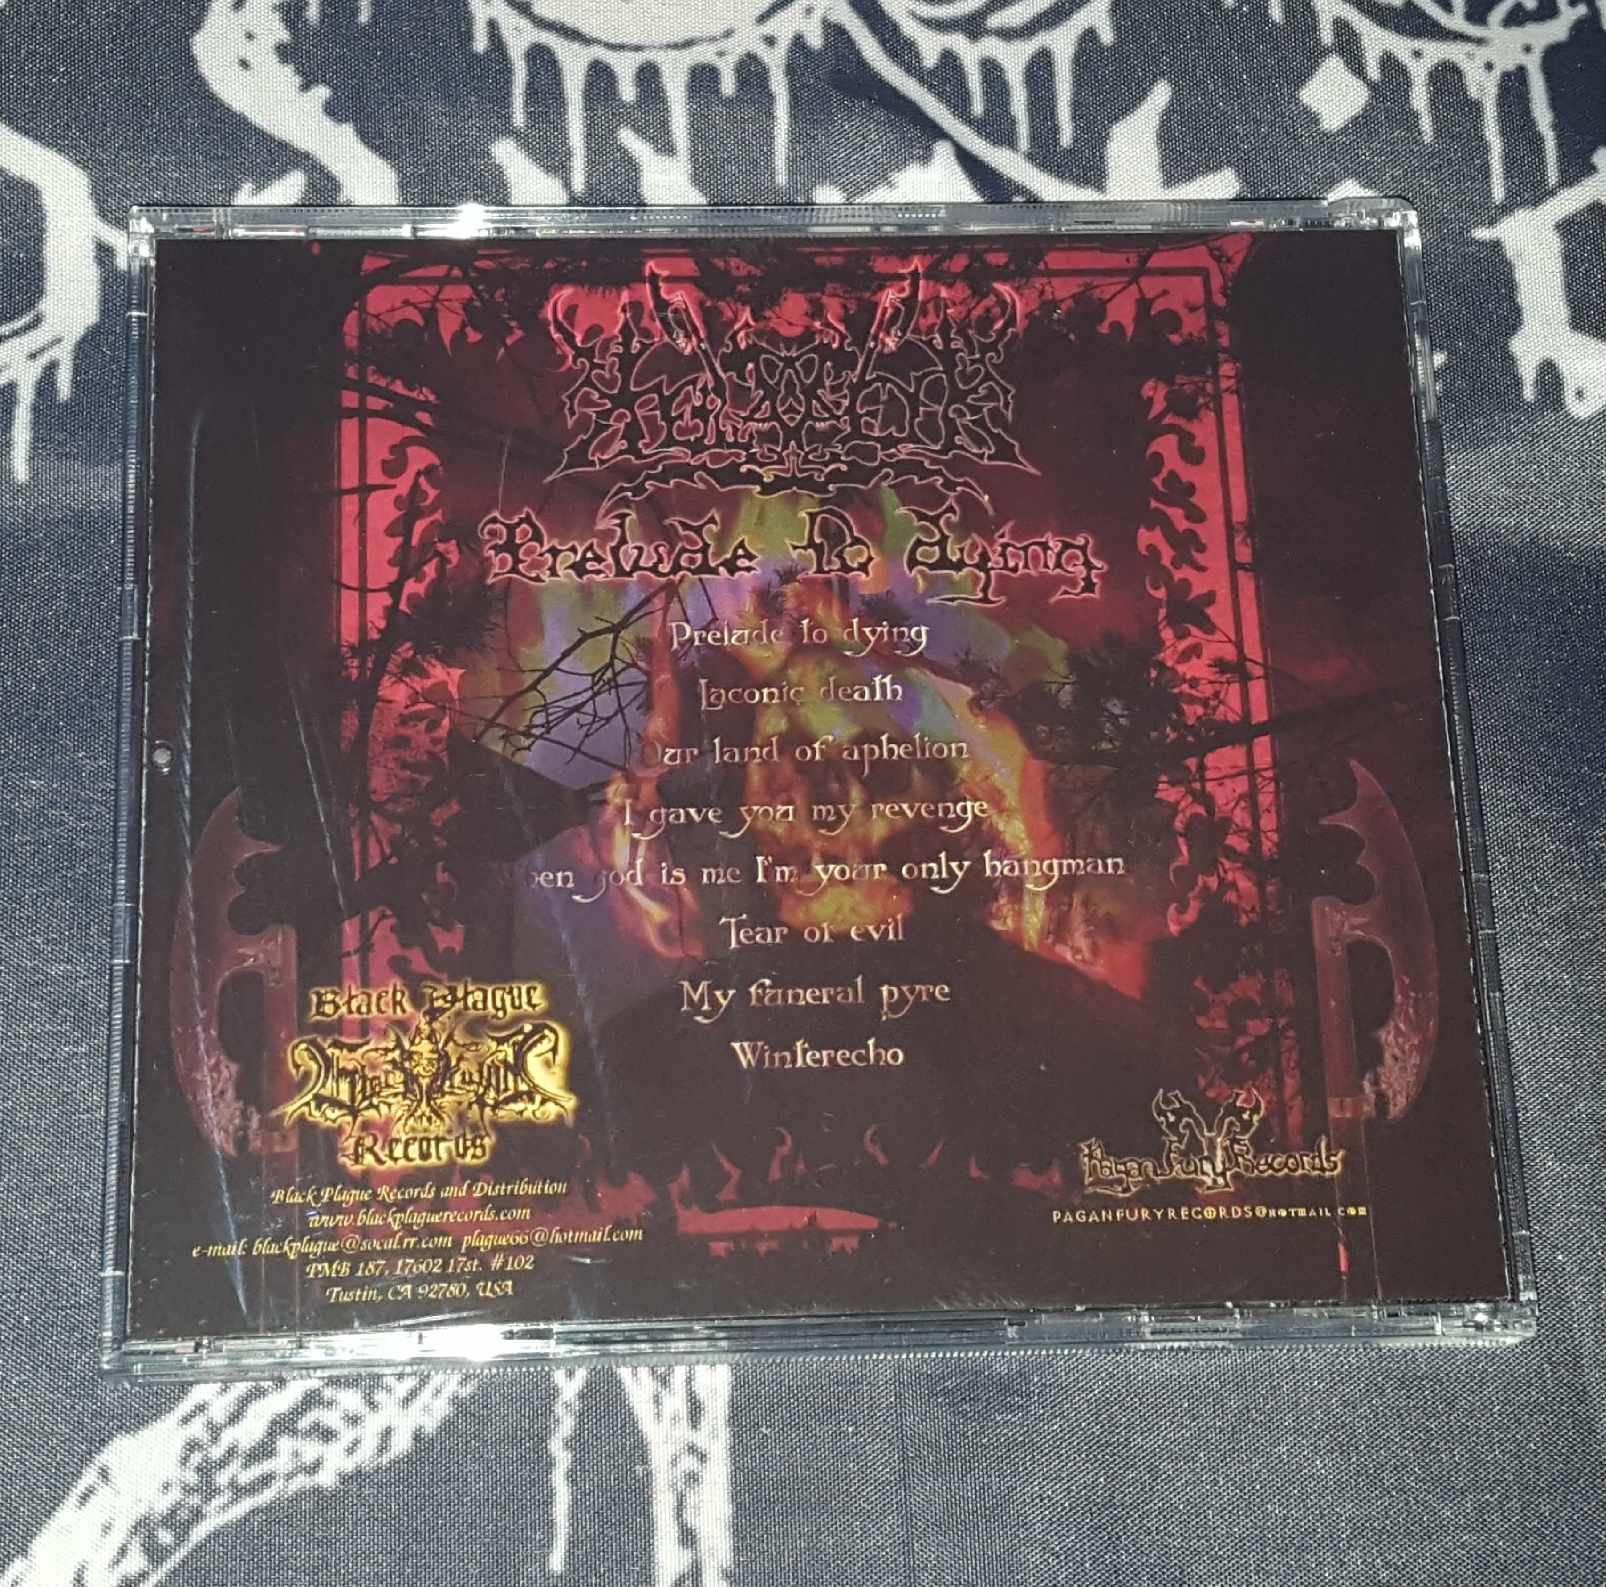 Prelude to dying
Prelude to dying
Laconic death
Our land of aphelion
I gave you my revenge
god is me I'm your only hangman
Tear of evil
My funeral pyre
Winterecho
Black Plague
Records
Black Plague Records and Distribution
www.blackplaguerecords.com
e-mail: blackplague@socal.rr.com plague66@hotmail.com
PMB 187, 17602 17st. #102
Tustin, CA 92780, USA
Pagan Fury Records
PAGANFURYRECORDS@HOTMAIL.COM